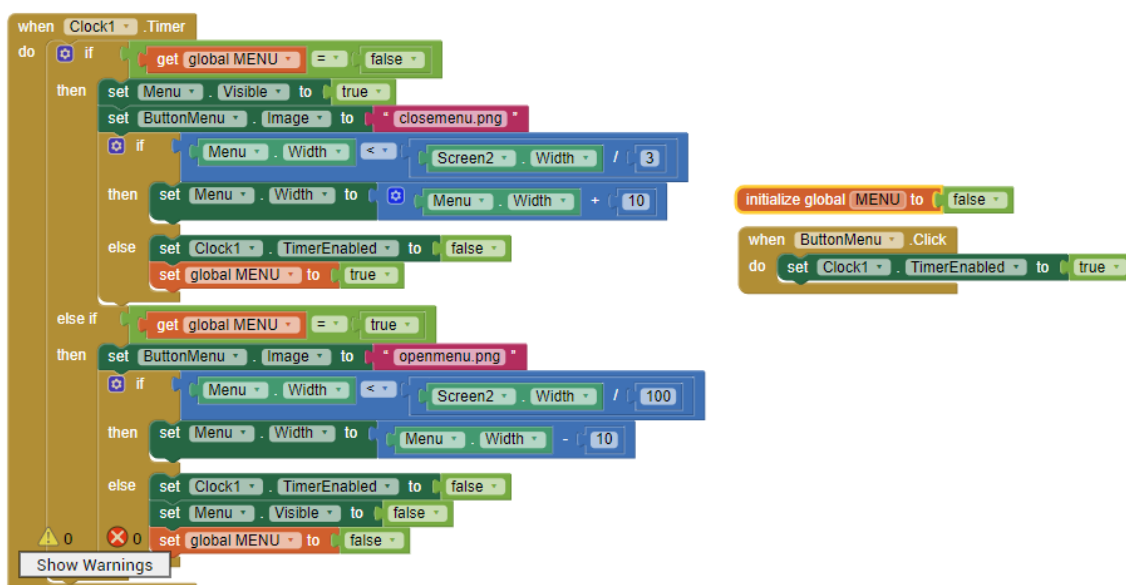 when Clock1 .Timer
do if get global MENU = false
then set Menu . Visible to true
set ButtonMenu . Image to " closemenu.png "
if Menu . Width < Screen2 . Width / 3
then set Menu . Width to Menu . Width + 10
else set Clock1 . TimerEnabled to false
set global MENU to true
else if get global MENU = true
then set ButtonMenu . Image to " openmenu.png "
if Menu . Width < Screen2 . Width / 100
then set Menu . Width to Menu . Width - 10
else set Clock1 . TimerEnabled to false
set Menu . Visible to false
set global MENU to false
0 0
Show Warnings
initialize global MENU to false
when ButtonMenu .Click
do set Clock1 . TimerEnabled to true